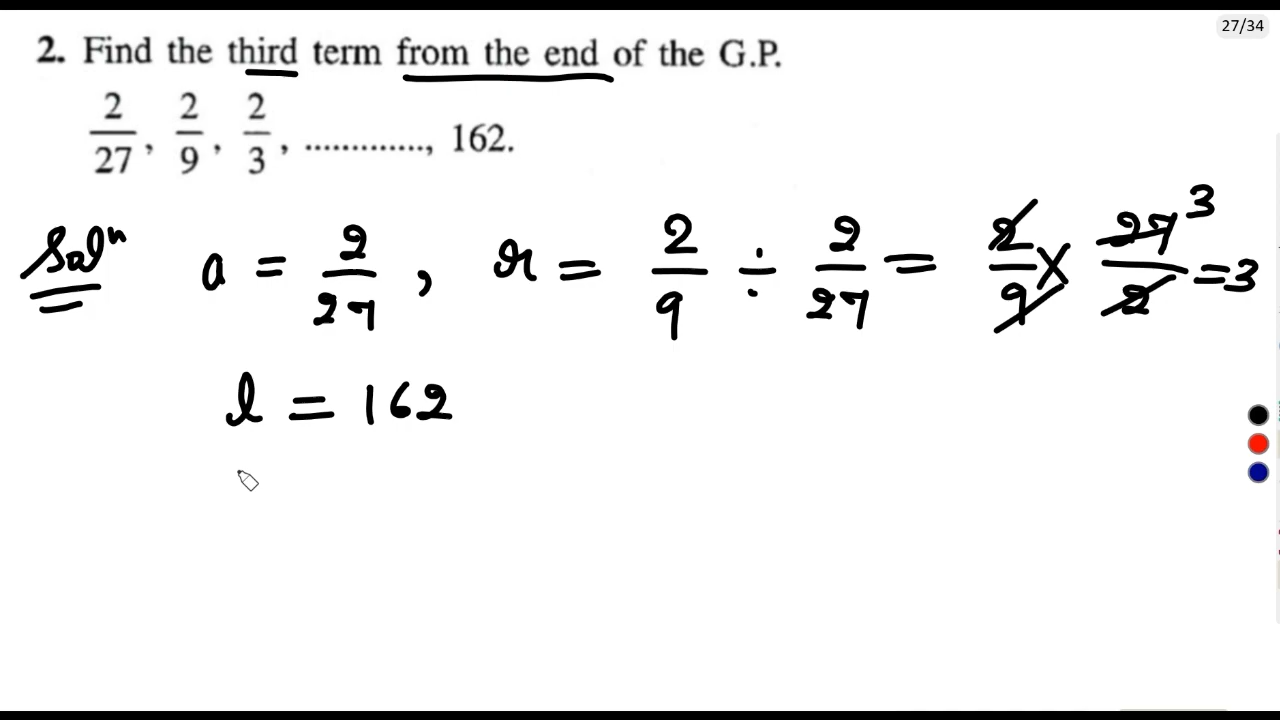 27/34
2. Find the third term from the end of the G.P.
2/27, 2/9, 2/3, ............., 162.
Solⁿ a = 2/27, r = 2/9 ÷ 2/27 = 2/9 × 27/2 3 = 3
l = 162